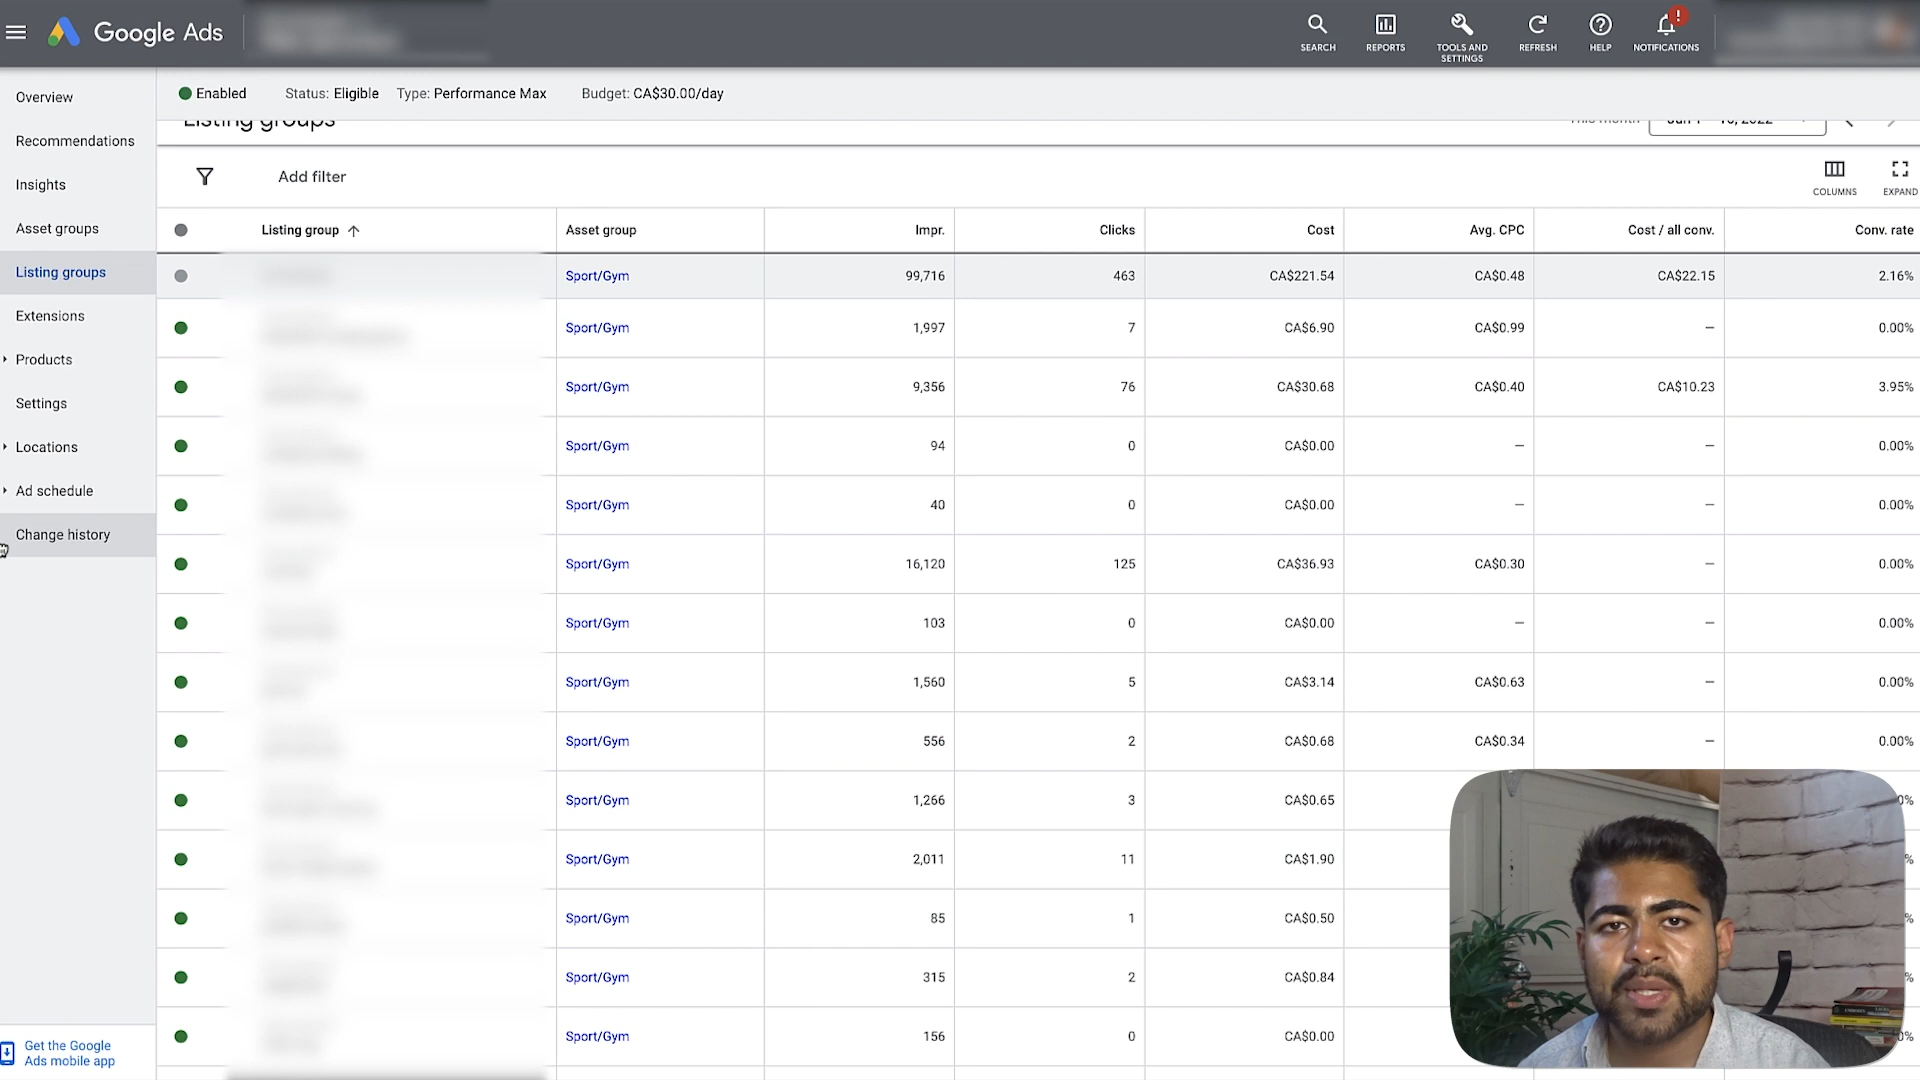 Google Ads
SEARCH
REPORTS
TOOLS AND
SETTINGS
REFRESH
HELP
!
NOTIFICATIONS
Enabled Status: Eligible Type: Performance Max Budget: CA$30.00/day
Overview
Recommendations
Insights
Asset groups
Listing groups
Extensions
Products
Settings
Locations
Ad schedule
Change history
Get the Google
Ads mobile app
Listing groups
This month
Add filter
COLUMNS
EXPAND
Listing group Asset group Impr. Clicks Cost Avg. CPC Cost / all conv. Conv. rate
Sport/Gym 99,716 463 CA$221.54 CA$0.48 CA$22.15 2.16%
Sport/Gym 1,997 7 CA$6.90 CA$0.99 — 0.00%
Sport/Gym 9,356 76 CA$30.68 CA$0.40 CA$10.23 3.95%
Sport/Gym 94 0 CA$0.00 — — 0.00%
Sport/Gym 40 0 CA$0.00 — — 0.00%
Sport/Gym 16,120 125 CA$36.93 CA$0.30 — 0.00%
Sport/Gym 103 0 CA$0.00 — — 0.00%
Sport/Gym 1,560 5 CA$3.14 CA$0.63 — 0.00%
Sport/Gym 556 2 CA$0.68 CA$0.34 — 0.00%
Sport/Gym 1,266 3 CA$0.65
Sport/Gym 2,011 11 CA$1.90
Sport/Gym 85 1 CA$0.50
Sport/Gym 315 2 CA$0.84
Sport/Gym 156 0 CA$0.00